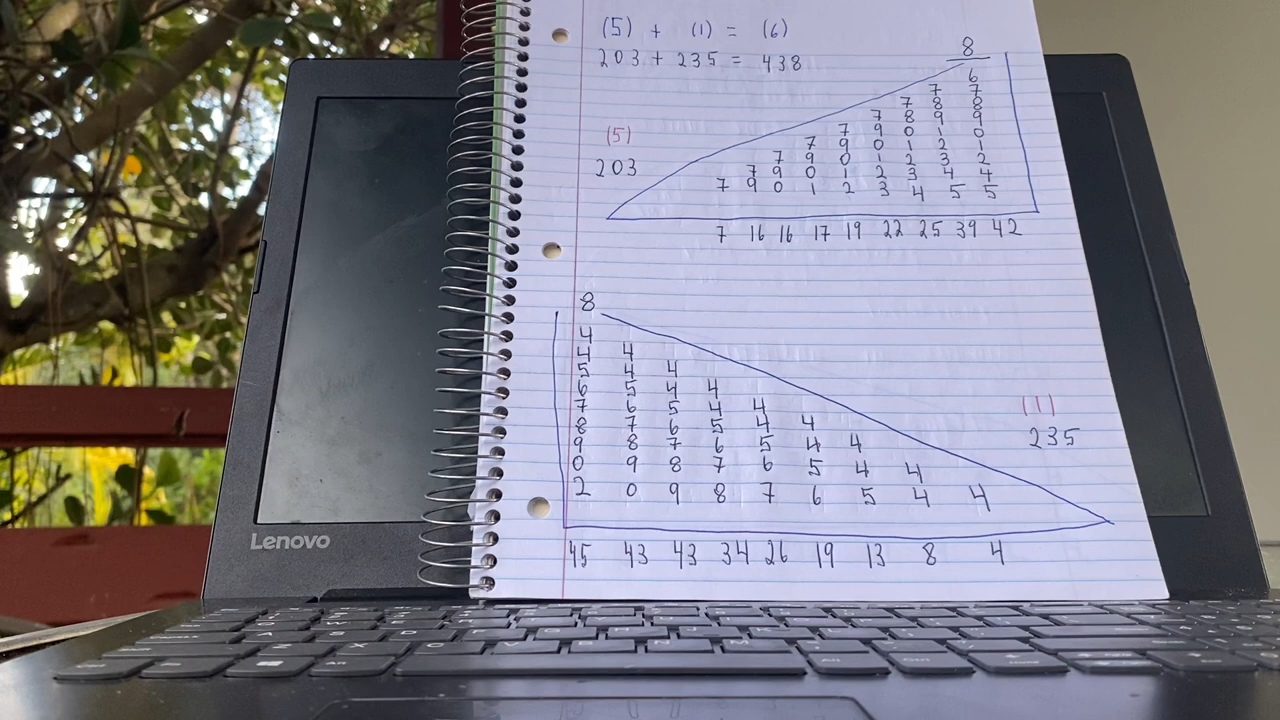 (5) + (1) = (6)
203 + 235 = 438
(5)
203
8
6
7 7
7 8 8
7 8 9 9
7 9 0 1 0
7 9 0 1 2 1
7 9 0 1 2 3 2
7 9 0 1 2 3 4 4
7 9 0 1 2 3 4 5 5
7 16 16 17 19 22 25 39 42
8
4
4 4
5 4 4
6 5 4 4
7 6 5 4 4
8 7 6 5 4 4
9 8 7 6 5 4 4
0 9 8 7 6 5 4 4
2 0 9 8 7 6 5 4 4
45 43 43 34 26 19 13 8 4
(1)
235
Lenovo